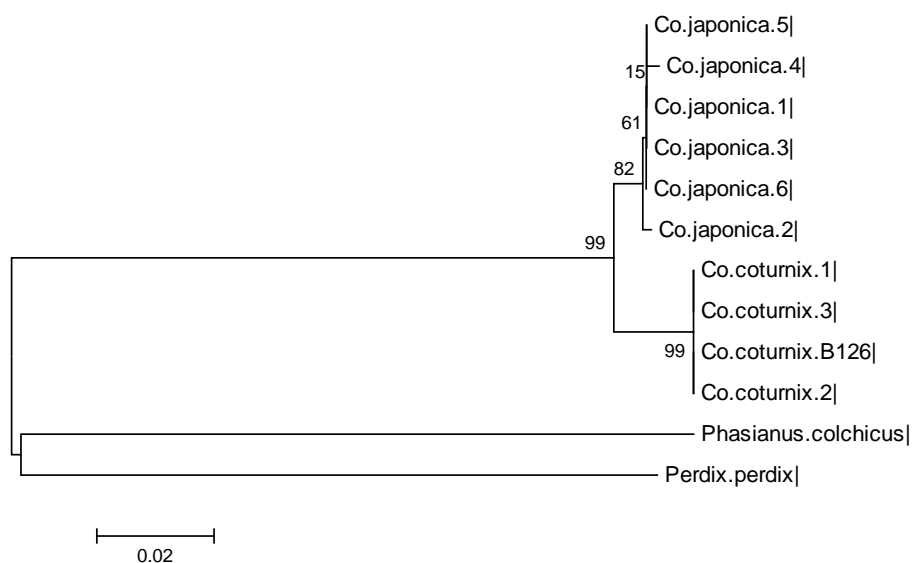 Co.japonica.5|
15
Co.japonica.4|
Co.japonica.1|
61
Co.japonica.3|
82
Co.japonica.6|
Co.japonica.2|
99
Co.coturnix.1|
Co.coturnix.3|
99
Co.coturnix.B126|
Co.coturnix.2|
Phasianus.colchicus|
Perdix.perdix|
0.02